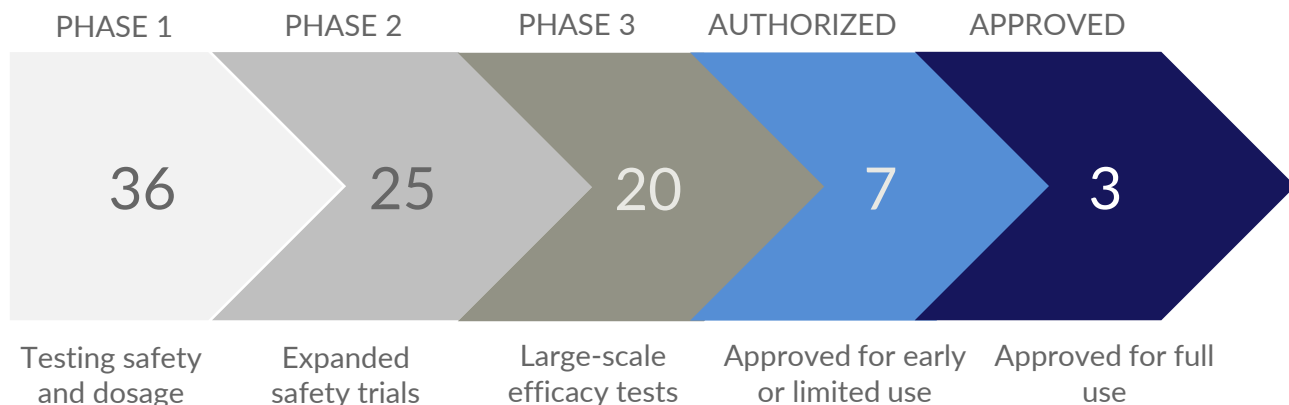 PHASE 1
PHASE 2
PHASE 3
AUTHORIZED
APPROVED
36
25
20
7
3
Testing safety
and dosage
Expanded
safety trials
Large-scale
efficacy tests
Approved for early
or limited use
Approved for full
use